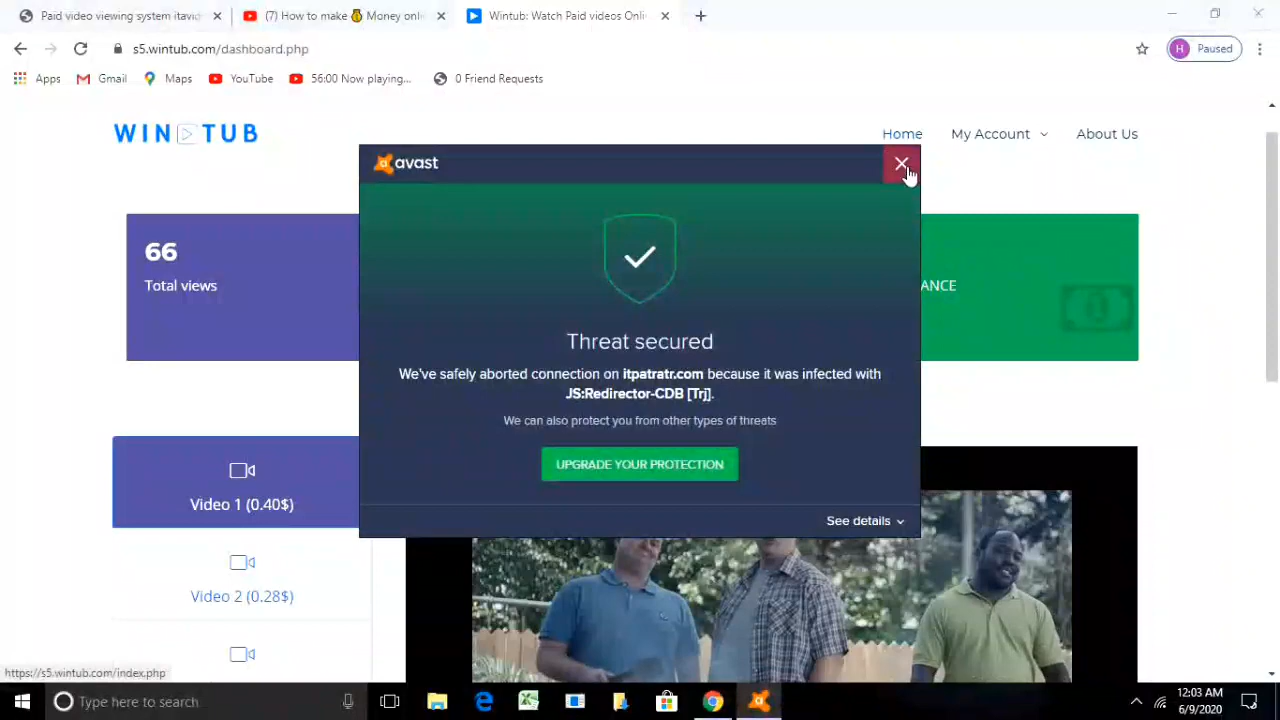 Paid video viewing system itavid
(7) How to make 💰 Money onl
Wintub: Watch Paid videos Onli
s5.wintub.com/dashboard.php
H Paused
Apps Gmail Maps YouTube 56:00 Now playing... 0 Friend Requests
WIN TUB
Home My Account About Us
avast
66
Total views
ANCE
Threat secured
We've safely aborted connection on itpatratr.com because it was infected with
JS:Redirector-CDB [Trj].
We can also protect you from other types of threats
UPGRADE YOUR PROTECTION
See details
Video 1 (0.40$)
Video 2 (0.28$)
https://s5.wintub.com/index.php
Type here to search
12:03 AM
6/9/2020